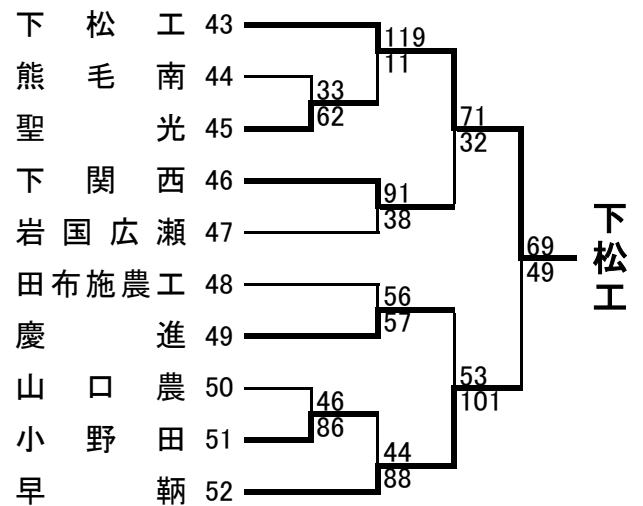 下松工 43
熊毛南 44
聖光 45
下関西 46
岩国広瀬 47
田布施農工 48
慶進 49
山口農 50
小野田 51
早鞆 52
33
62
46
86
119
11
91
38
56
57
44
88
71
32
53
101
69
49
下松工